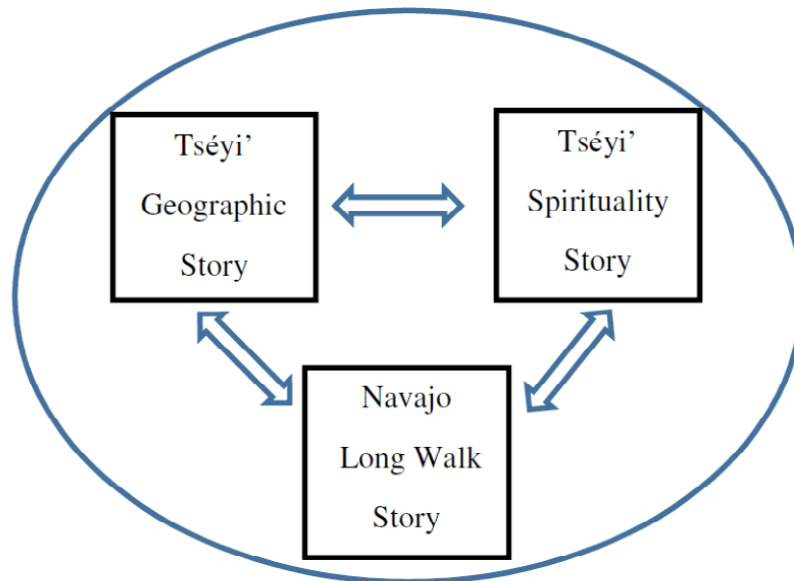 Tséyi’
Geographic
Story
Tséyi’
Spirituality
Story
Navajo
Long Walk
Story